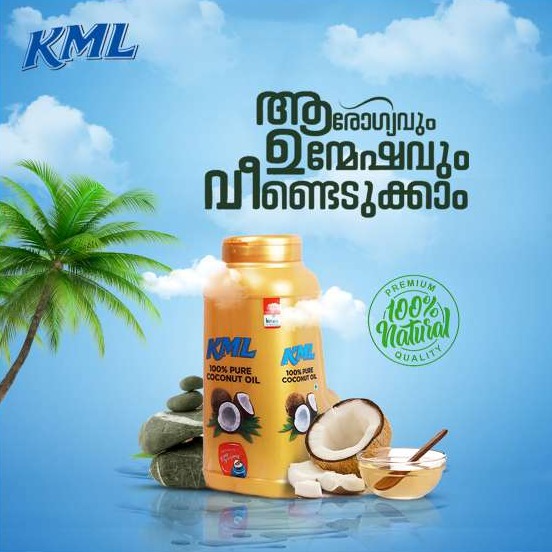 KML
ആരോഗ്യവും
ഉന്മേഷവും
വീണ്ടെടുക്കാം
PREMIUM
100%
Natural
QUALITY
KML
100% PURE
COCONUT OIL
KML
100% PURE
COCONUT OIL